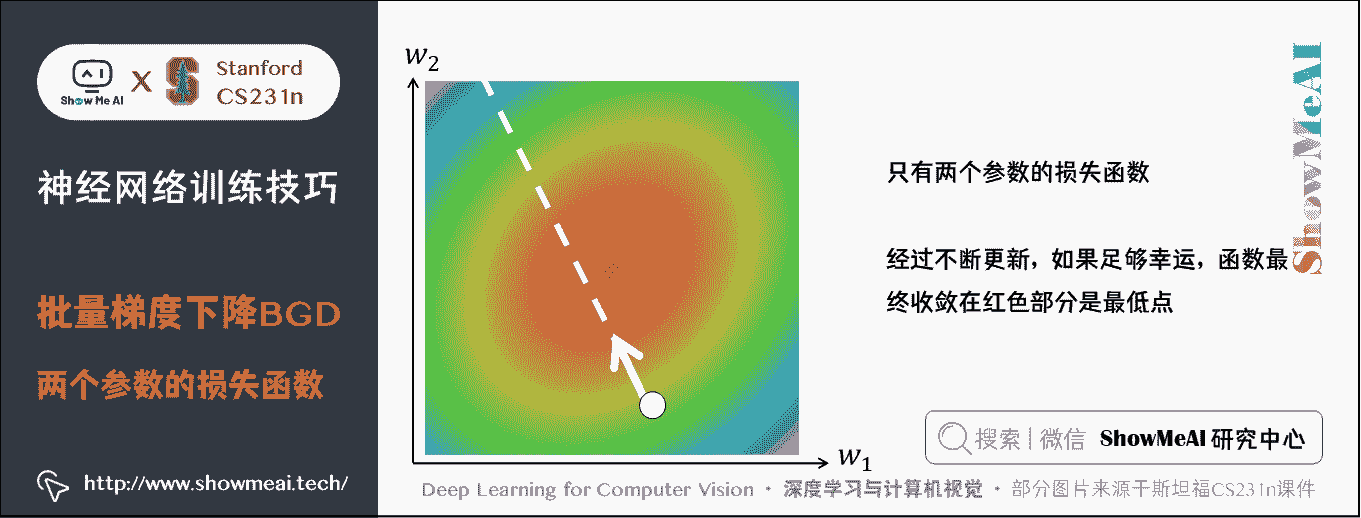 Show Me AI
X
Stanford
CS231n
神经网络训练技巧
批量梯度下降BGD
两个参数的损失函数
http://www.showmeai.tech/
w2
w1
只有两个参数的损失函数
经过不断更新，如果足够幸运，函数最
终收敛在红色部分是最低点
ShowMeAI
搜索 | 微信 ShowMeAI 研究中心
Deep Learning for Computer Vision · 深度学习与计算机视觉 · 部分图片来源于斯坦福CS231n课件